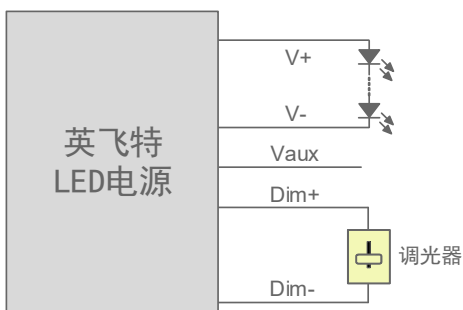 V+
V-
英飞特
LED电源
Vaux
Dim+
调光器
Dim-